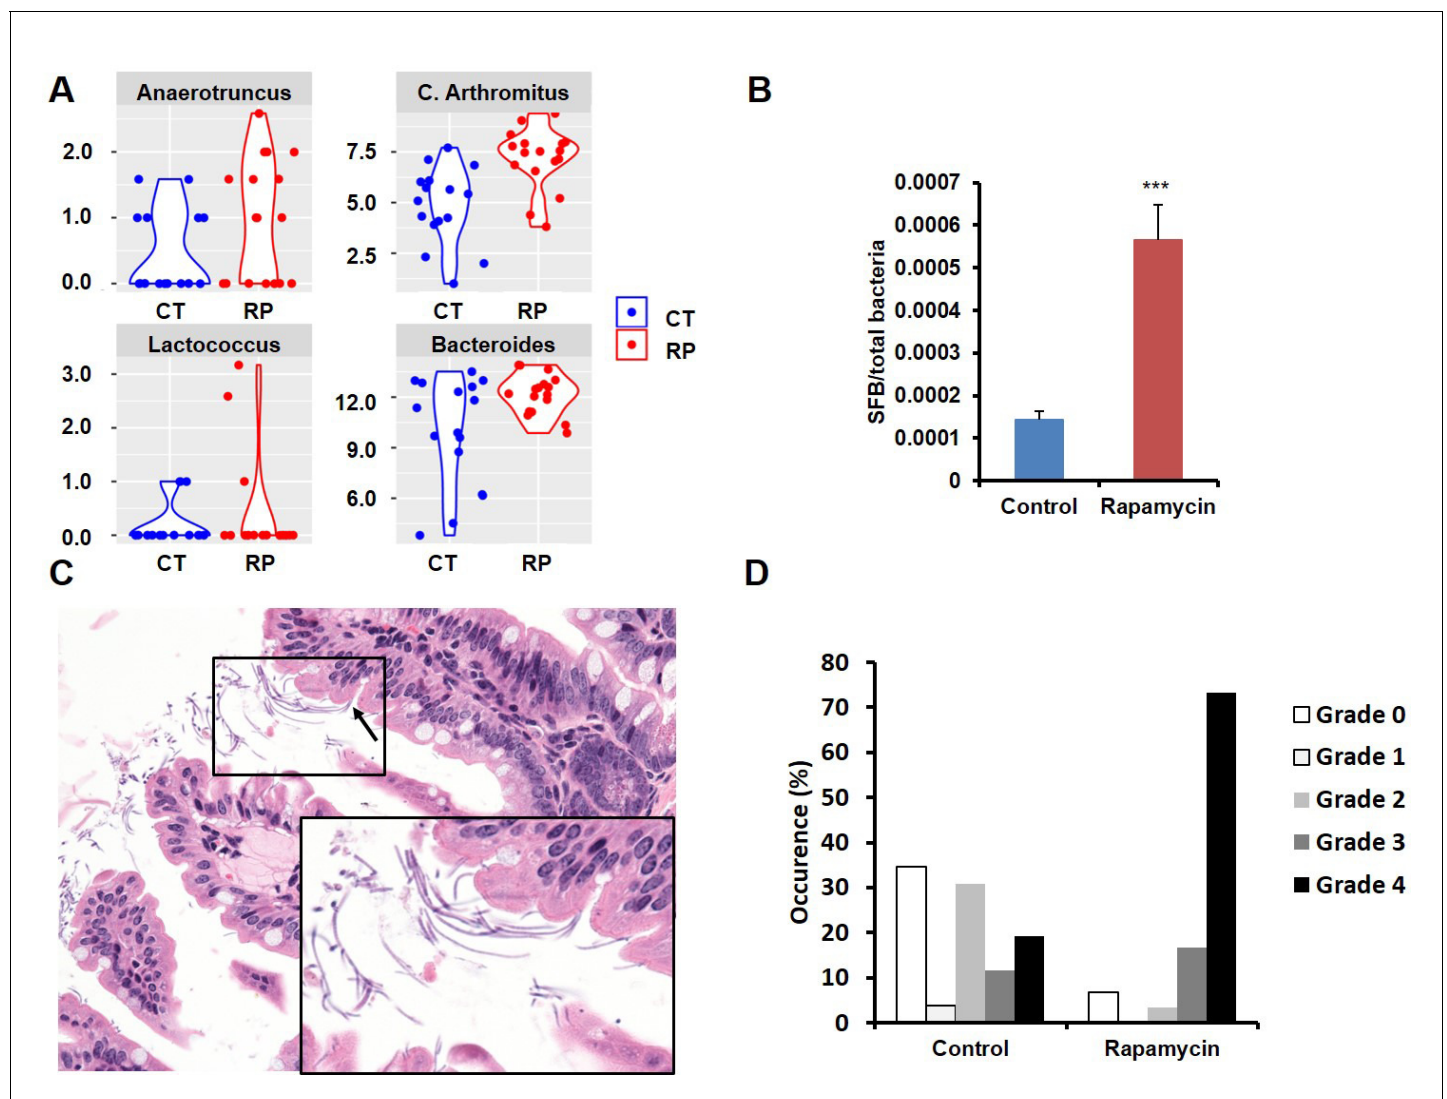 A
Anaerotruncus
2.0
1.0
0.0
CT RP
C. Arthromitus
7.5
5.0
2.5
CT RP
Lactococcus
3.0
2.0
1.0
0.0
CT RP
Bacteroides
12.0
9.0
6.0
CT RP
CT
RP
B
SFB/total bacteria
0.0007
0.0006
0.0005
0.0004
0.0003
0.0002
0.0001
0
***
Control Rapamycin
C
D
Occurence (%)
80
70
60
50
40
30
20
10
0
Control Rapamycin
Grade 0
Grade 1
Grade 2
Grade 3
Grade 4